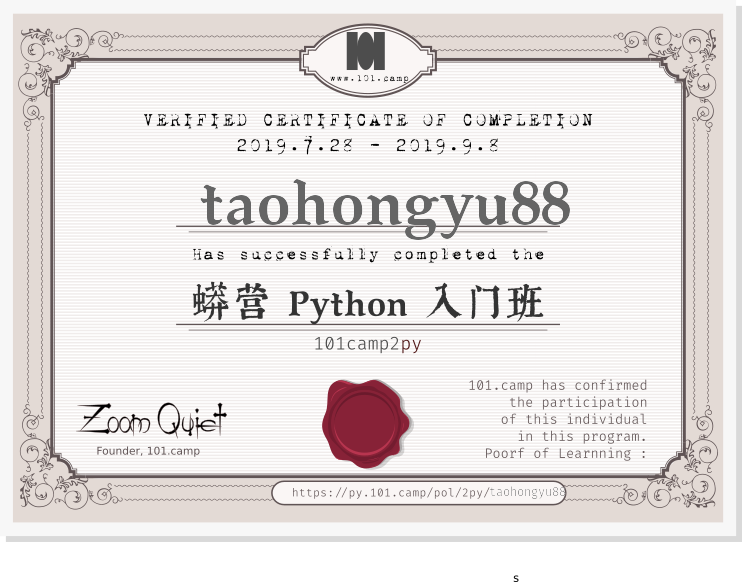 www.101.camp
VERIFIED CERTIFICATE OF COMPLETION
2019.7.28 - 2019.9.8
taohongyu88
Has successfully completed the
蟒营 Python 入门班
101camp2py
101.camp has confirmed
the participation
of this individual
in this program.
Poorf of Learnning :
Zoom Quiet
Founder, 101.camp
https://py.101.camp/pol/2py/taohongyu88
s